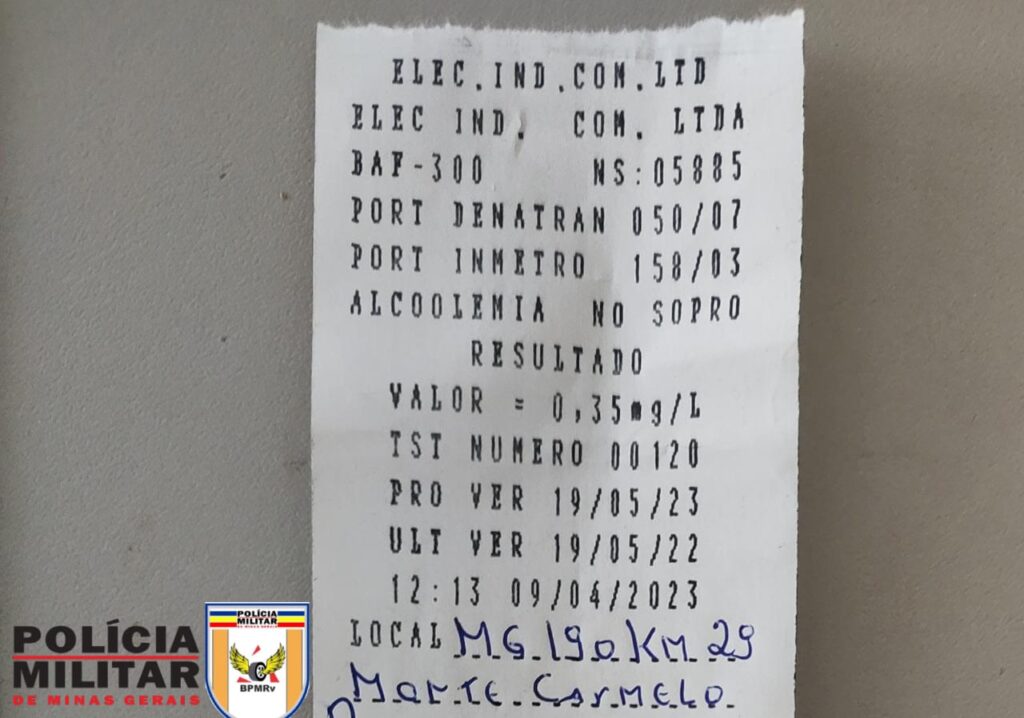 ELEC.IND.COM.LTD
ELEC IND. COM. LTDA
BAF-300 NS:05885
PORT DENATRAN 050/07
PORT INMETRO 158/03
ALCOOLEMIA NO SOPRO
RESULTADO
VALOR = 0,35mg/L
TST NUMERO 00120
PRO VER 19/05/23
ULT VER 19/05/22
12:13 09/04/2023
LOCAL MG 190 KM 29
MONTE CARMELO
POLÍCIA
MILITAR
DE MINAS GERAIS
POLÍCIA
MILITAR
BPMRv